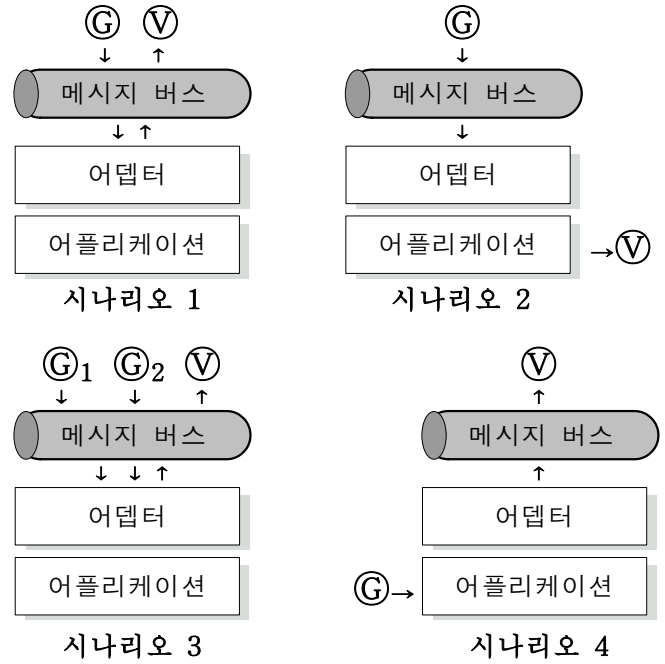 Ⓖ Ⓥ
↓ ↑
메시지 버스
↓ ↑
어뎁터
어플리케이션
시나리오 1
Ⓖ
↓
메시지 버스
↓
어뎁터
어플리케이션 →Ⓥ
시나리오 2
Ⓖ1 Ⓖ2 Ⓥ
↓ ↓ ↑
메시지 버스
↓ ↓ ↑
어뎁터
어플리케이션
시나리오 3
Ⓥ
↑
메시지 버스
↑
어뎁터
Ⓖ→ 어플리케이션
시나리오 4